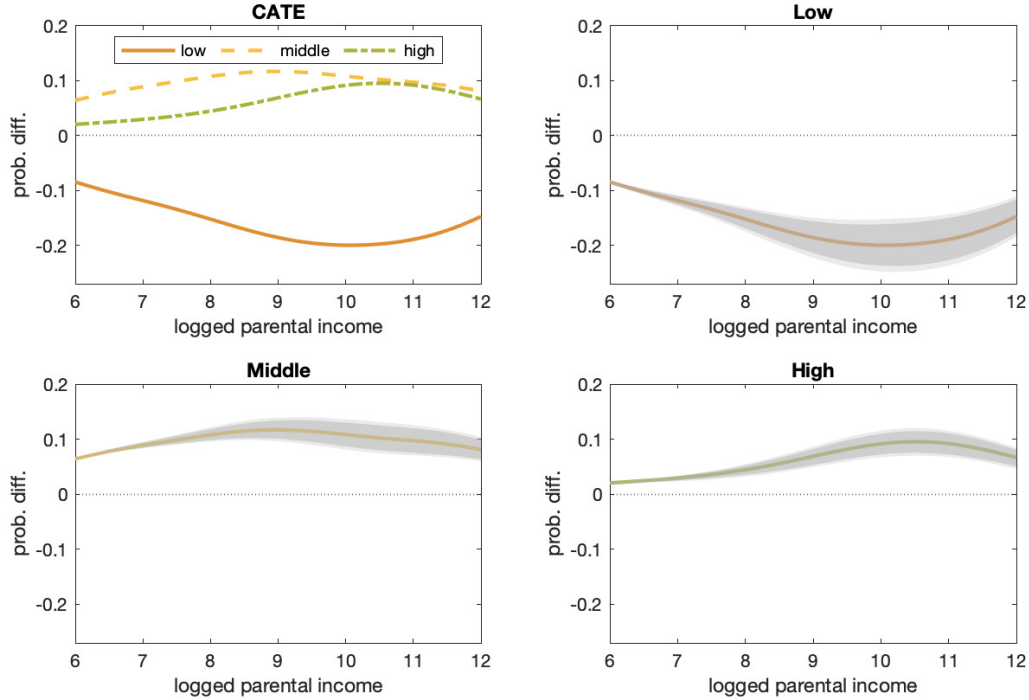 CATE
0.2
0.1
0
-0.1
-0.2
prob. diff.
low
middle
high
6 7 8 9 10 11 12
logged parental income
Low
0.2
0.1
0
-0.1
-0.2
prob. diff.
6 7 8 9 10 11 12
logged parental income
Middle
0.2
0.1
0
-0.1
-0.2
prob. diff.
6 7 8 9 10 11 12
logged parental income
High
0.2
0.1
0
-0.1
-0.2
prob. diff.
6 7 8 9 10 11 12
logged parental income